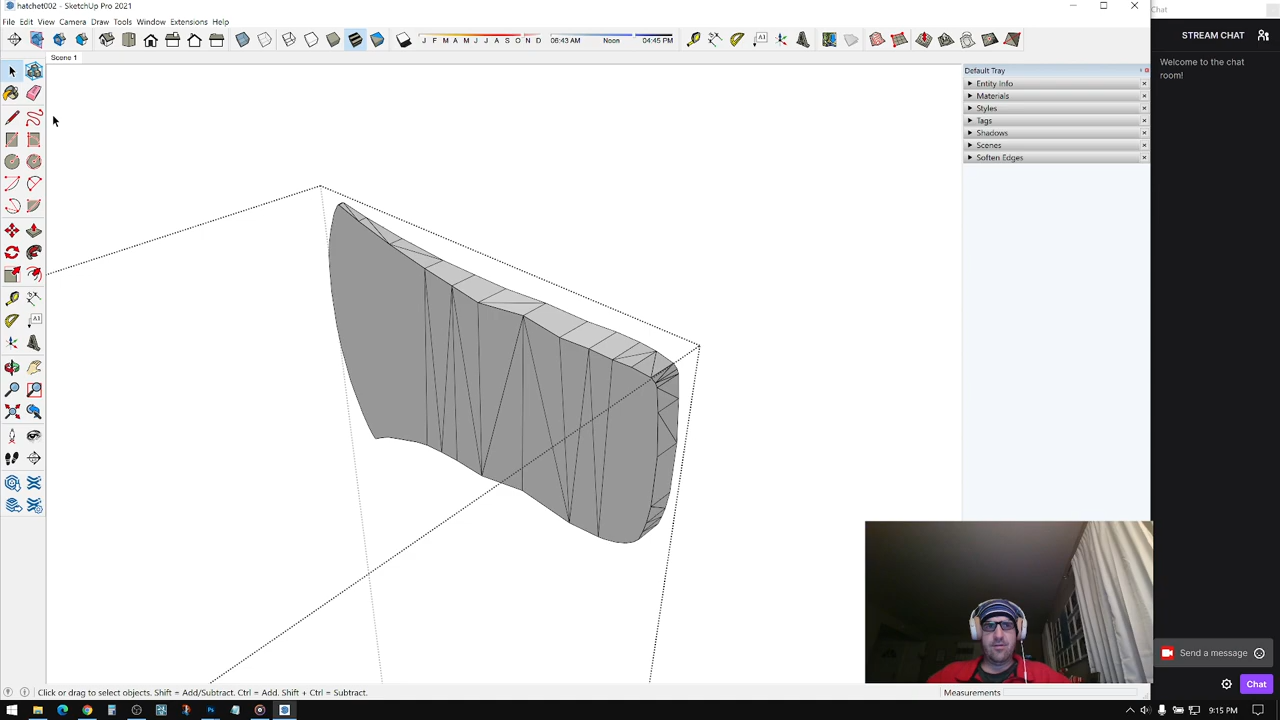 hatchet002 - SketchUp Pro 2021
File Edit View Camera Draw Tools Window Extensions Help
J F M A M J J A S O N D 06:43 AM Noon 04:45 PM
Scene 1
Default Tray
Entity Info
Materials
Styles
Tags
Shadows
Scenes
Soften Edges
Chat
STREAM CHAT
Welcome to the chat
room!
Send a message
Chat
Click or drag to select objects. Shift = Add/Subtract. Ctrl = Add. Shift + Ctrl = Subtract.
Measurements
9:15 PM